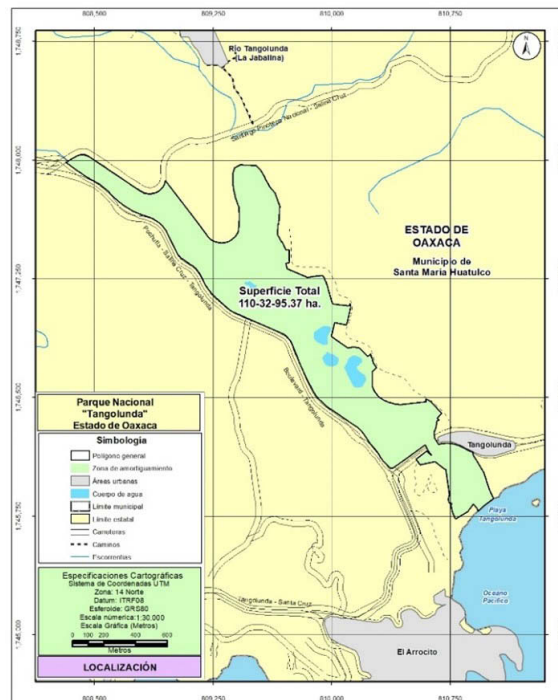 808,500 809,250 810,000 810,750
1,748,750
N
Río Tangolunda
(La Jabalina)
1,748,000
ESTADO DE
OAXACA
Municipio de
Santa María Huatulco
Pochutla - Salina Cruz - Tangolunda
1,747,250
Superficie Total
110-32-95.37 ha.
Boulevard - Tangolunda
Parque Nacional
"Tangolunda"
Estado de Oaxaca
Simbología
Polígono general
Zona de amortiguamiento
Áreas urbanas
Cuerpo de agua
Límite municipal
Límite estatal
Carreteras
Caminos
Escorrentías
Tangolunda
Playa
Tangolunda
1,745,750
Especificaciones Cartográficas
Sistema de Coordenadas UTM
Zona: 14 Norte
Datum: ITRF08
Esferoide: GRS80
Escala númerica:1:30,000
Escala Gráfica (Metros)
0 100 200 400 600
Metros
Tangolunda - Santa Cruz
Océano
Pacífico
1,745,000
El Arrocito
LOCALIZACIÓN
808,500 809,250 810,000 810,750